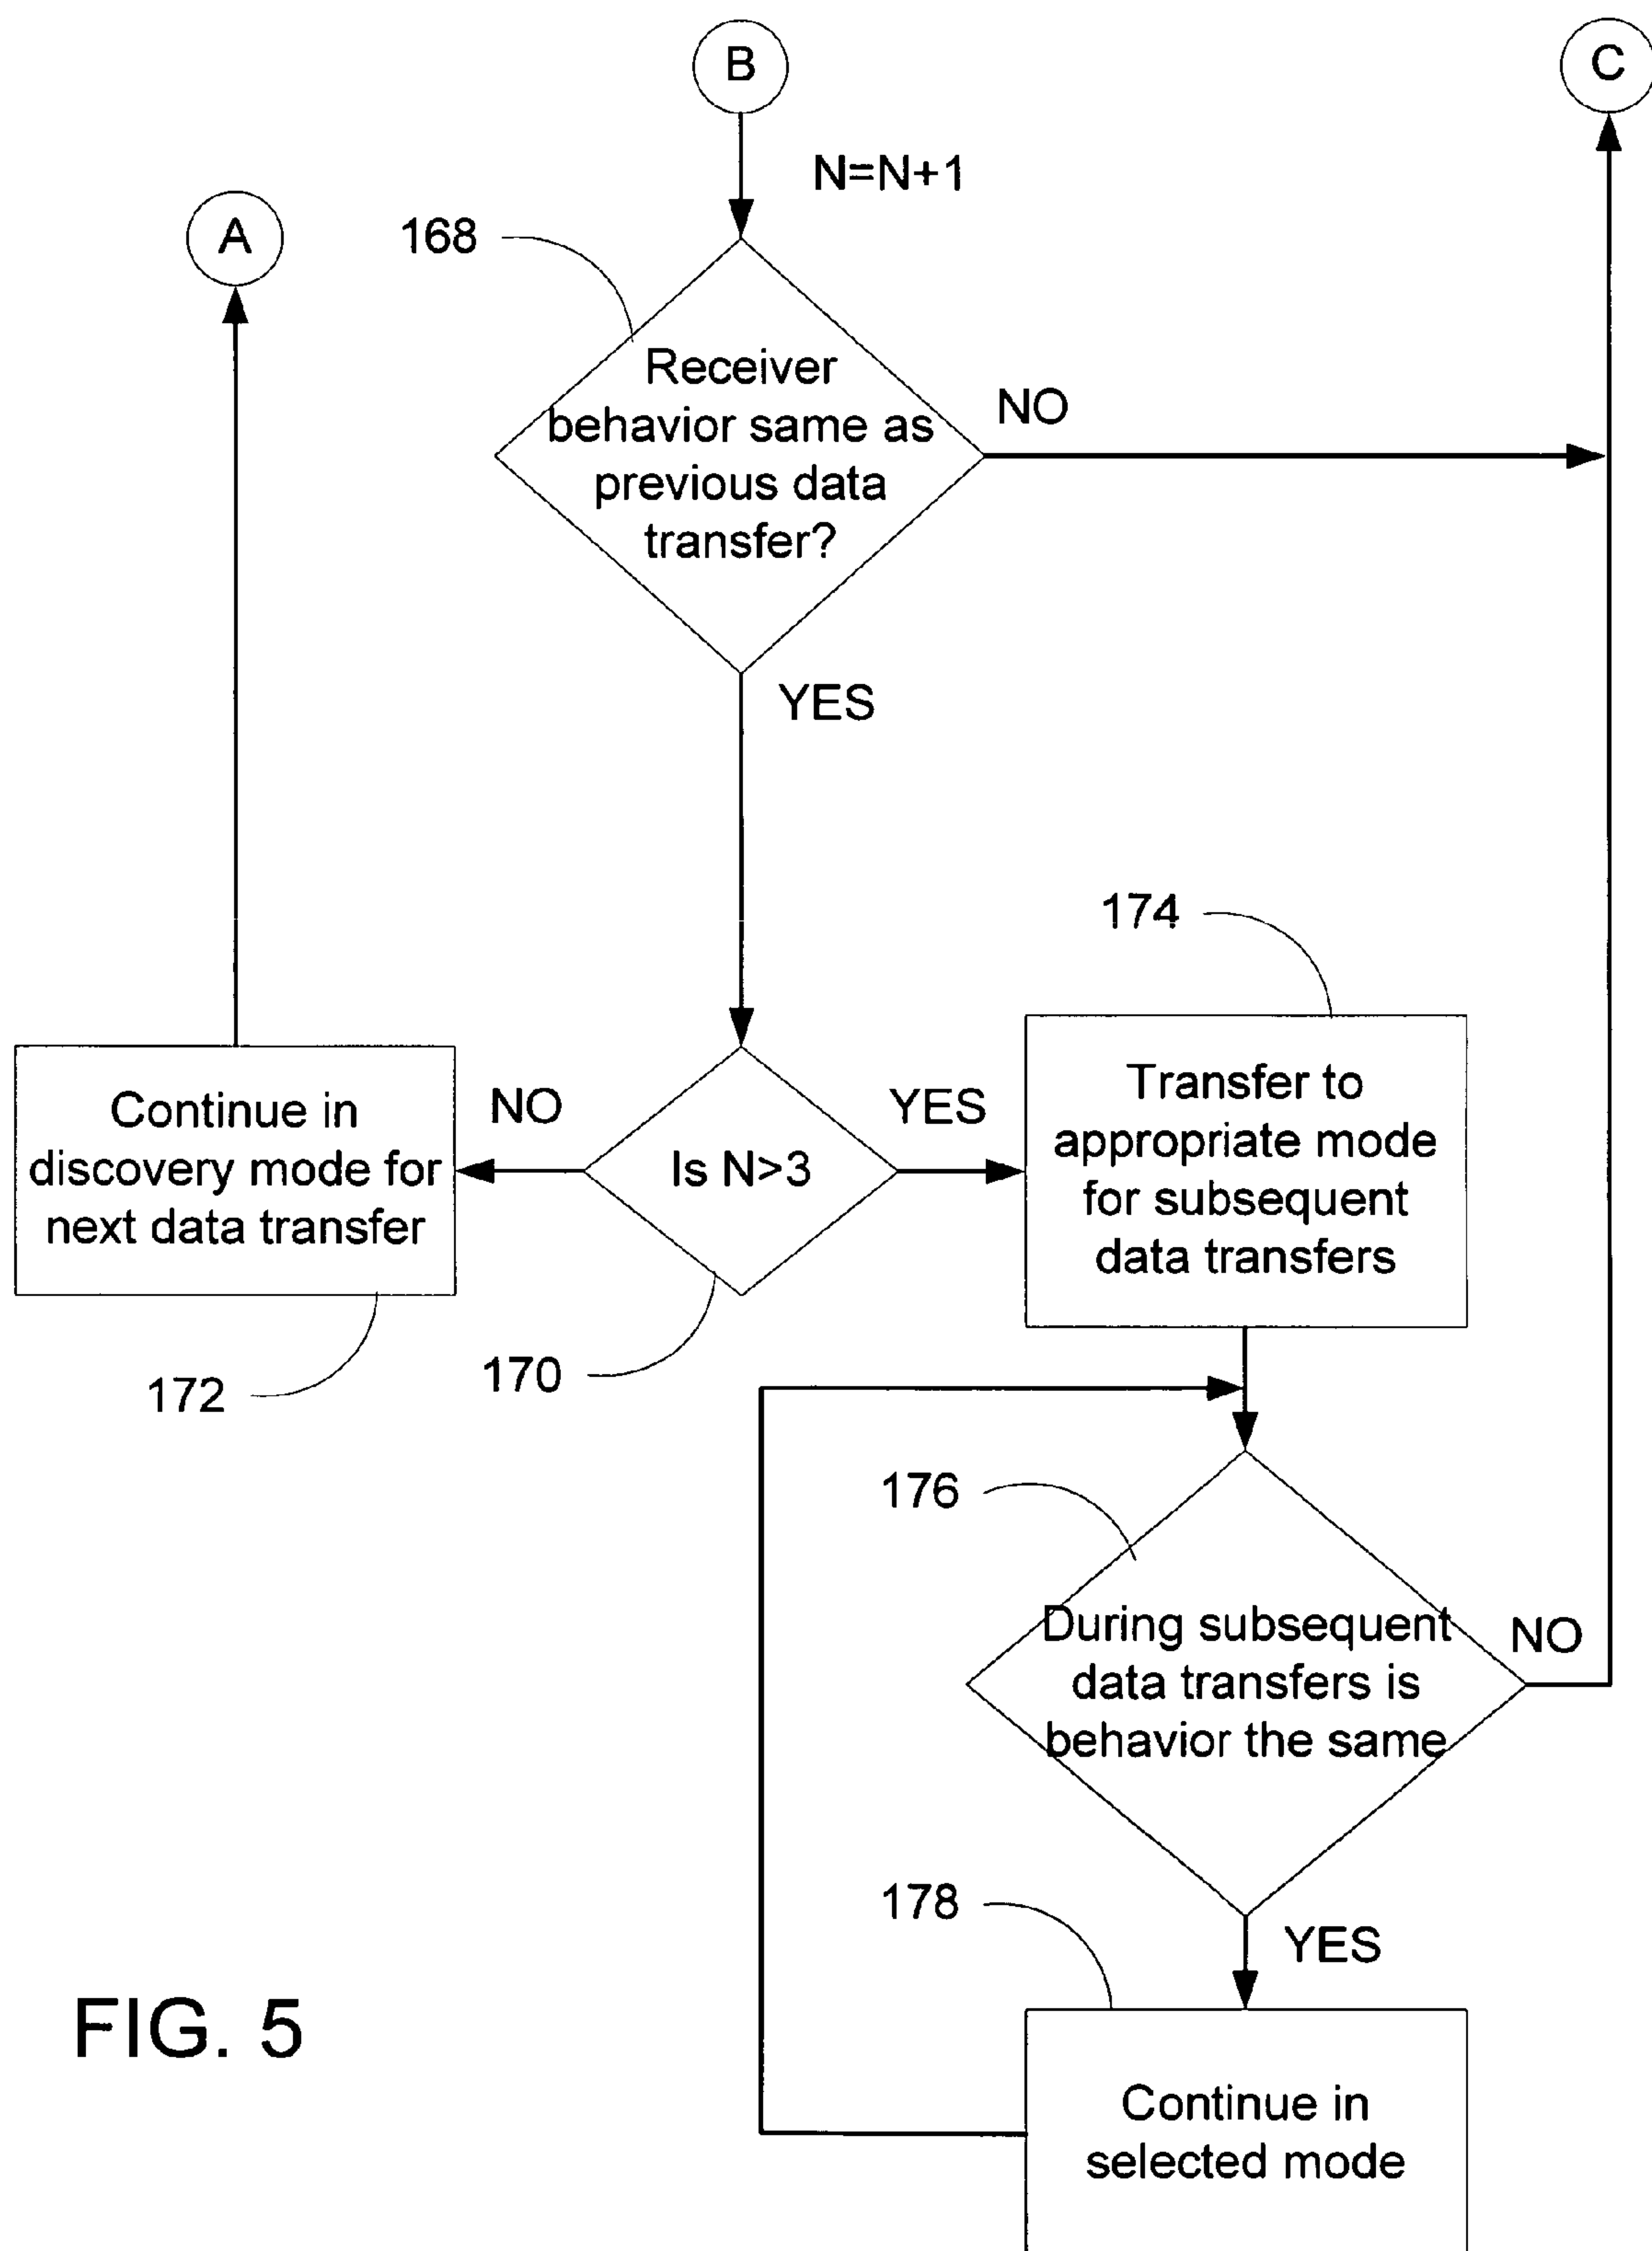 B
C
N=N+1
A
168
Receiver
behavior same as
previous data
transfer?
NO
YES
174
Continue in
discovery mode for
next data transfer
NO
Is N>3
YES
Transfer to
appropriate mode
for subsequent
data transfers
172
170
176
During subsequent
data transfers is
behavior the same
NO
178
YES
FIG. 5
Continue in
selected mode